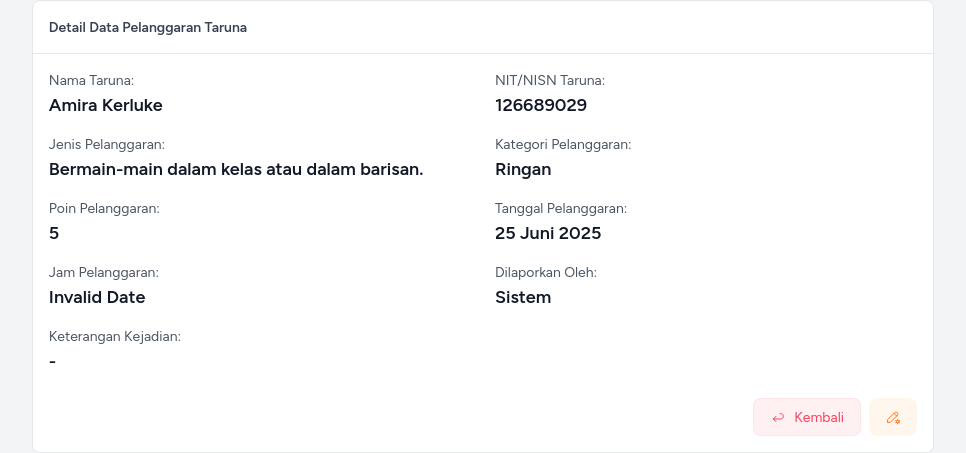 Detail Data Pelanggaran Taruna
Nama Taruna:
Amira Kerluke
NIT/NISN Taruna:
126689029
Jenis Pelanggaran:
Bermain-main dalam kelas atau dalam barisan.
Kategori Pelanggaran:
Ringan
Poin Pelanggaran:
5
Tanggal Pelanggaran:
25 Juni 2025
Jam Pelanggaran:
Invalid Date
Dilaporkan Oleh:
Sistem
Keterangan Kejadian:
-
Kembali